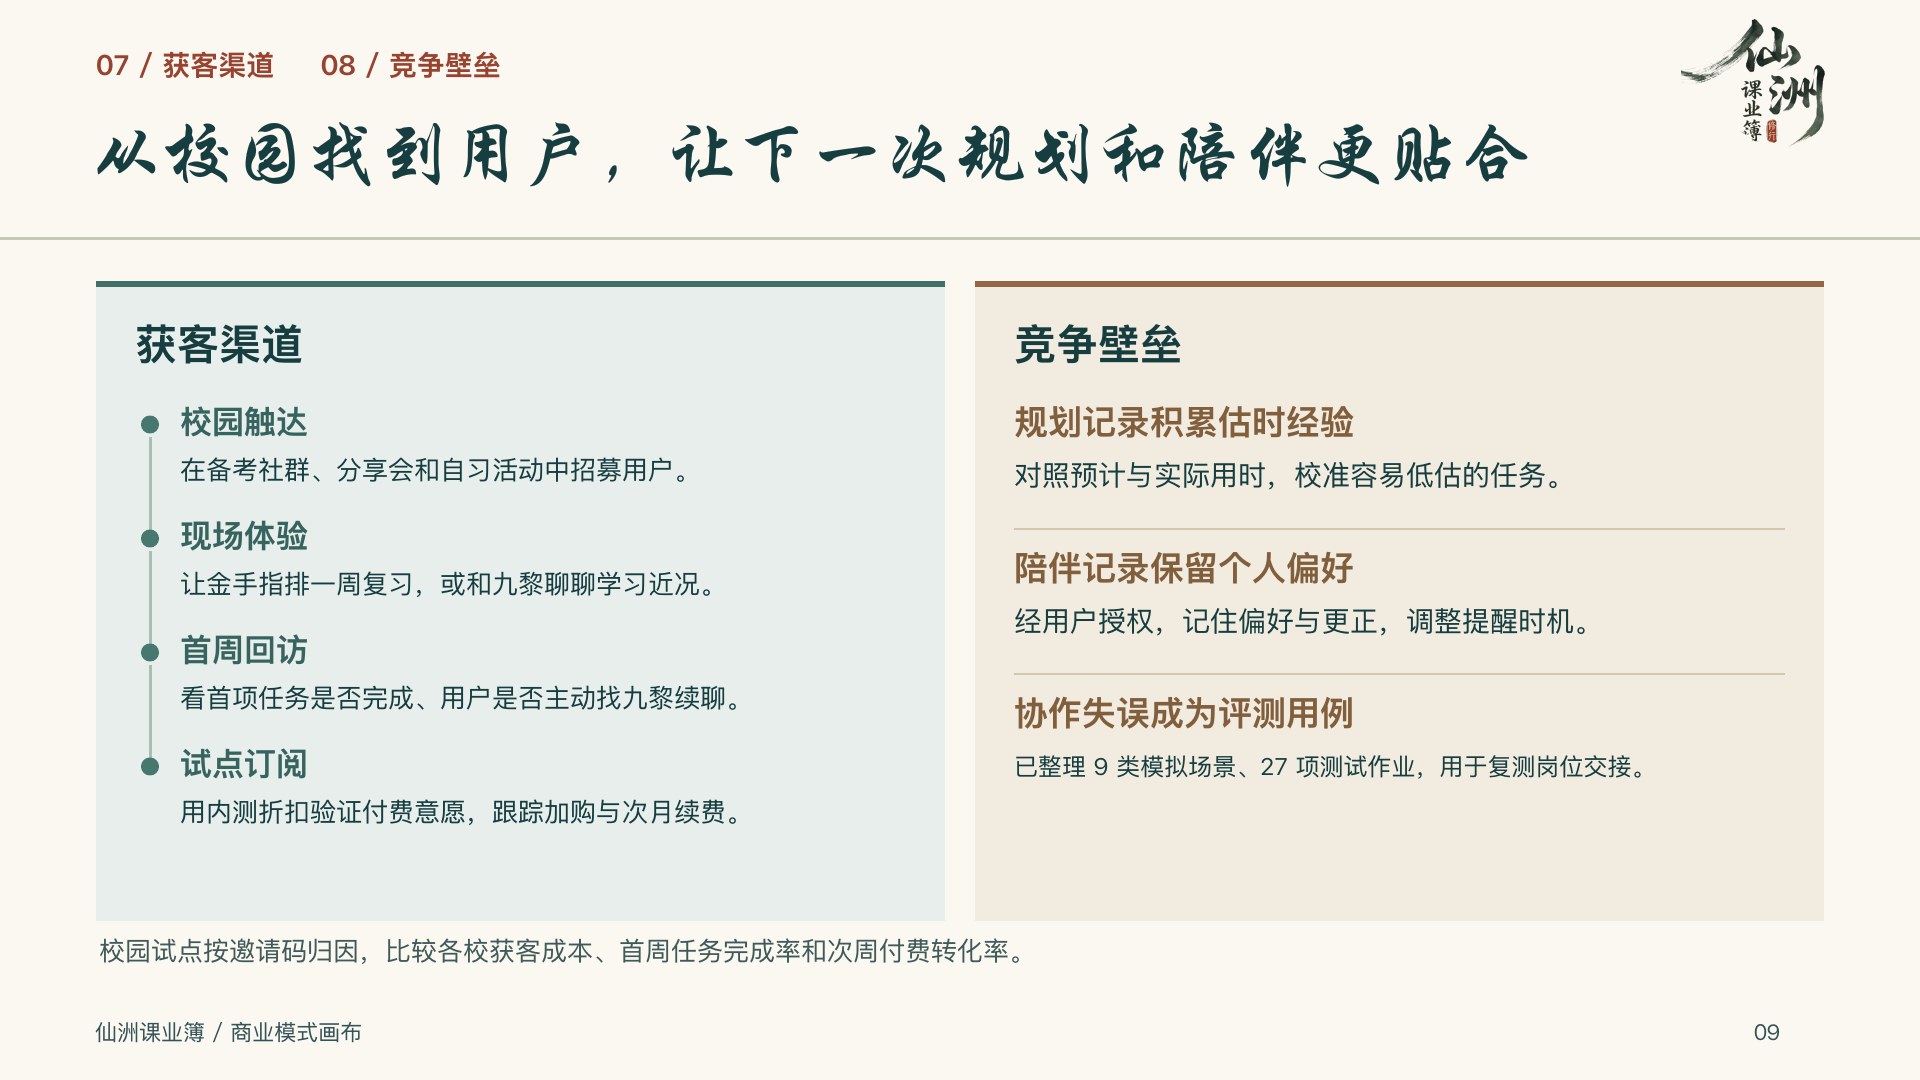 07 / 获客渠道 08 / 竞争壁垒
仙洲
课业簿
从校园找到用户，让下一次规划和陪伴更贴合
获客渠道
校园触达
在备考社群、分享会和自习活动中招募用户。
现场体验
让金手指排一周复习，或和九黎聊聊学习近况。
首周回访
看首项任务是否完成、用户是否主动找九黎续聊。
试点订阅
用内测折扣验证付费意愿，跟踪加购与次月续费。
竞争壁垒
规划记录积累估时经验
对照预计与实际用时，校准容易低估的任务。
陪伴记录保留个人偏好
经用户授权，记住偏好与更正，调整提醒时机。
协作失误成为评测用例
已整理 9 类模拟场景、27 项测试作业，用于复测岗位交接。
校园试点按邀请码归因，比较各校获客成本、首周任务完成率和次周付费转化率。
仙洲课业簿 / 商业模式画布
09